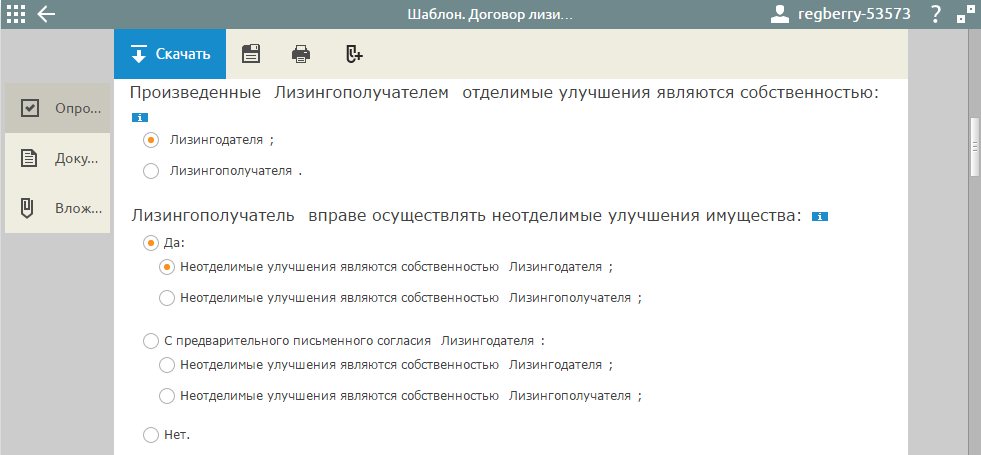 Шаблон. Договор лизи...
regberry-53573
?
Скачать
Опро...
Доку...
Влож...
Произведенные Лизингополучателем отделимые улучшения являются собственностью:
i
Лизингодателя ;
Лизингополучателя .
Лизингополучатель вправе осуществлять неотделимые улучшения имущества: i
Да:
Неотделимые улучшения являются собственностью Лизингодателя ;
Неотделимые улучшения являются собственностью Лизингополучателя ;
С предварительного письменного согласия Лизингодателя :
Неотделимые улучшения являются собственностью Лизингодателя ;
Неотделимые улучшения являются собственностью Лизингополучателя ;
Нет.